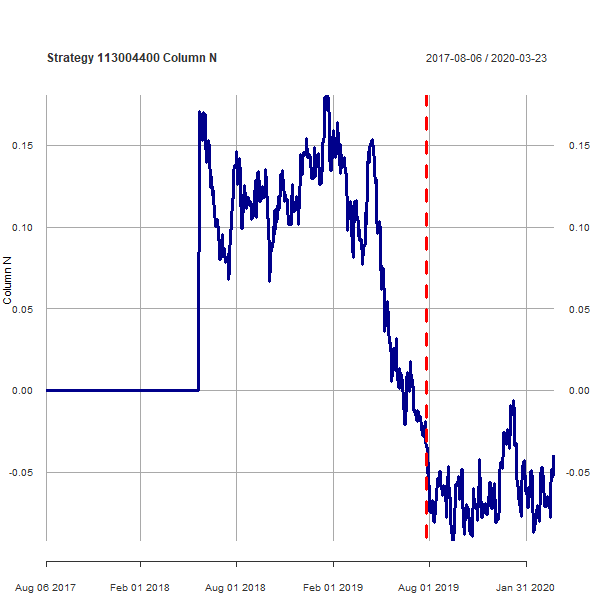 Strategy 113004400 Column N
2017-08-06 / 2020-03-23
0.15
0.15
0.10
0.10
Column N
0.05
0.05
0.00
0.00
-0.05
-0.05
Aug 06 2017
Feb 01 2018
Aug 01 2018
Feb 01 2019
Aug 01 2019
Jan 31 2020